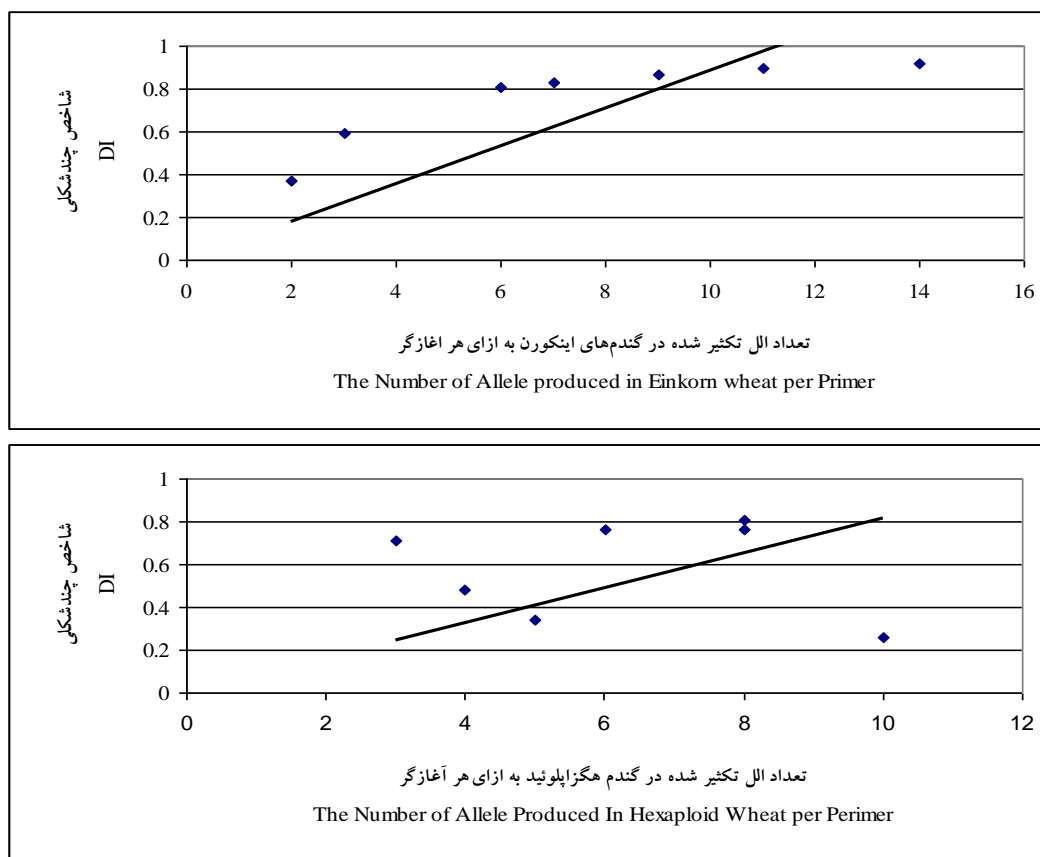 1
0.8
0.6
0.4
0.2
0
شاخص چندشکلی
DI
0 2 4 6 8 10 12 14 16
تعداد الل تکثیر شده در گندم‌های اینکورن به ازای هر اغازگر
The Number of Allele produced in Einkorn wheat per Primer
1
0.8
0.6
0.4
0.2
0
شاخص چندشکلی
DI
0 2 4 6 8 10 12
تعداد الل تکثیر شده در گندم هگزاپلوئید به ازای هر آغازگر
The Number of Allele Produced In Hexaploid Wheat per Perimer